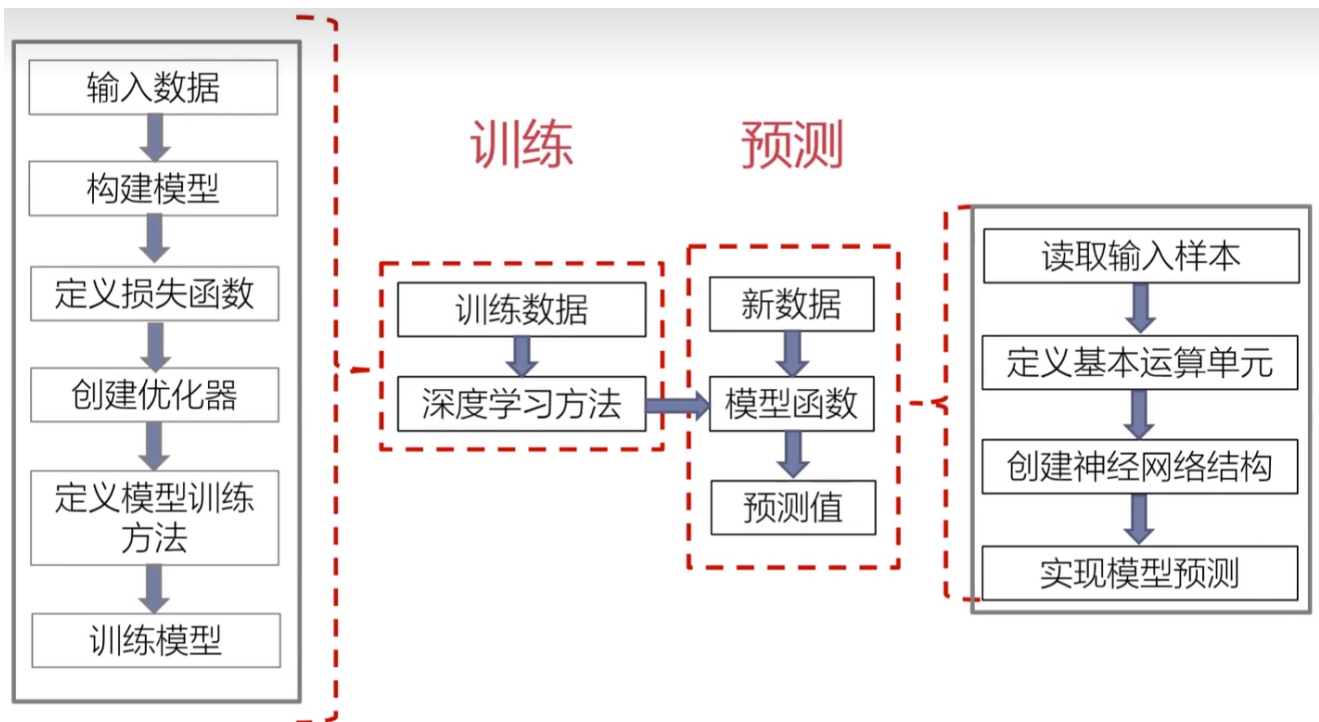 输入数据
构建模型
定义损失函数
创建优化器
定义模型训练
方法
训练模型
训练
训练数据
深度学习方法
预测
新数据
模型函数
预测值
读取输入样本
定义基本运算单元
创建神经网络结构
实现模型预测